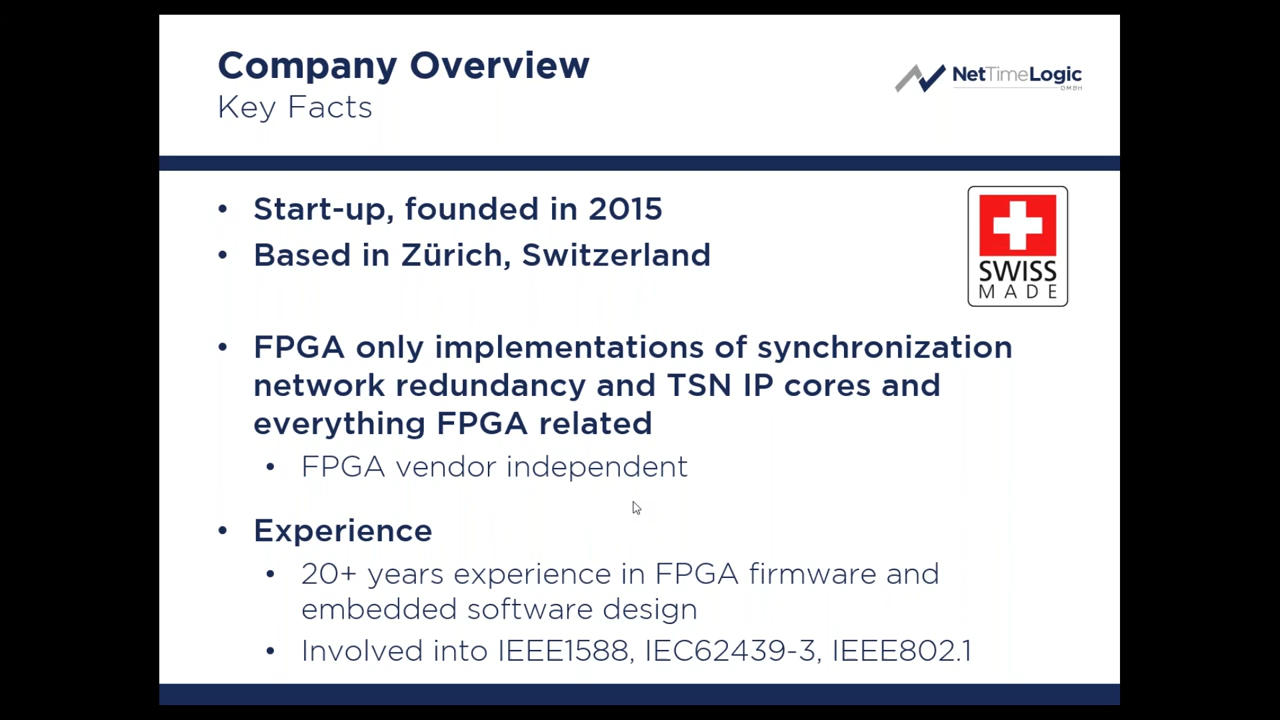 Company Overview
Key Facts
NetTimeLogic
GMBH
• Start-up, founded in 2015
• Based in Zürich, Switzerland
SWISS
MADE
• FPGA only implementations of synchronization
network redundancy and TSN IP cores and
everything FPGA related
• FPGA vendor independent
• Experience
• 20+ years experience in FPGA firmware and
embedded software design
• Involved into IEEE1588, IEC62439-3, IEEE802.1